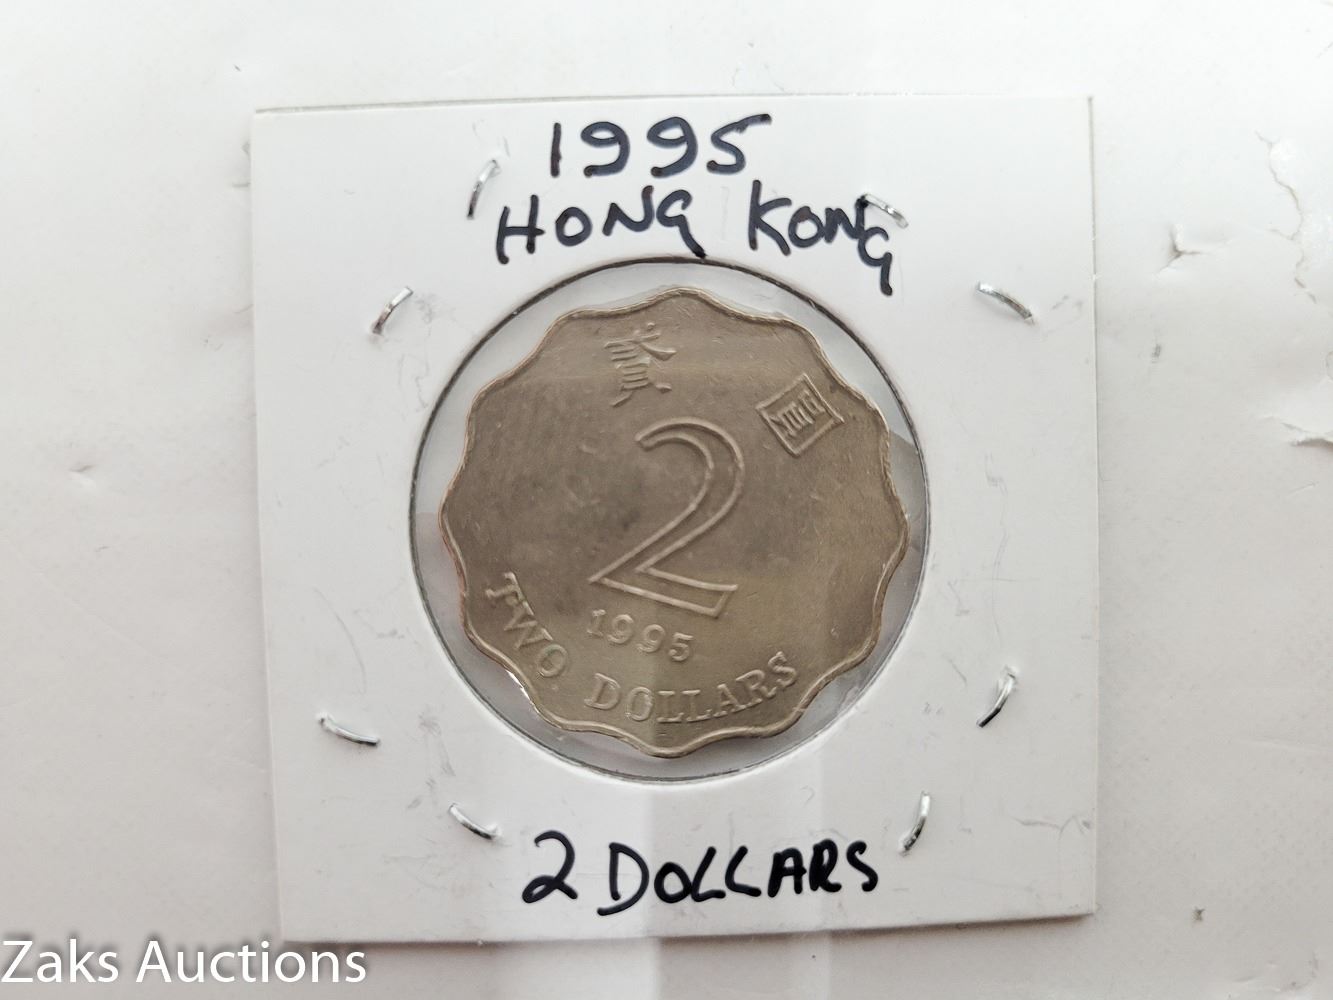 1995
HONG KONG
貳圓
2
1995
TWO DOLLARS
2 DOLLARS
Zaks Auctions